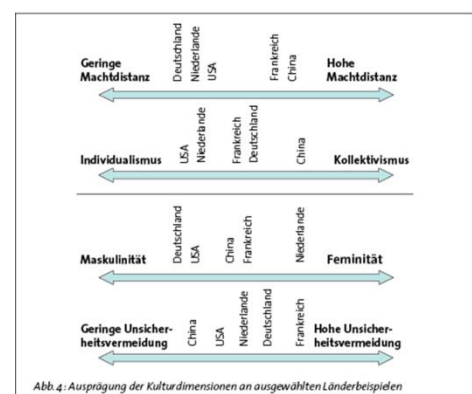 Geringe
Machtdistanz
Deutschland
Niederlande
USA
Frankreich
China
Hohe
Machtdistanz
Individualismus
USA
Niederlande
Frankreich
Deutschland
China
Kollektivismus
Maskulinität
Deutschland
USA
China
Frankreich
Niederlande
Feminität
Geringe Unsicher-
heitsvermeidung
China
USA
Niederlande
Deutschland
Frankreich
Hohe Unsicher-
heitsvermeidung
Abb. 4: Ausprägung der Kulturdimensionen an ausgewählten Länderbeispielen